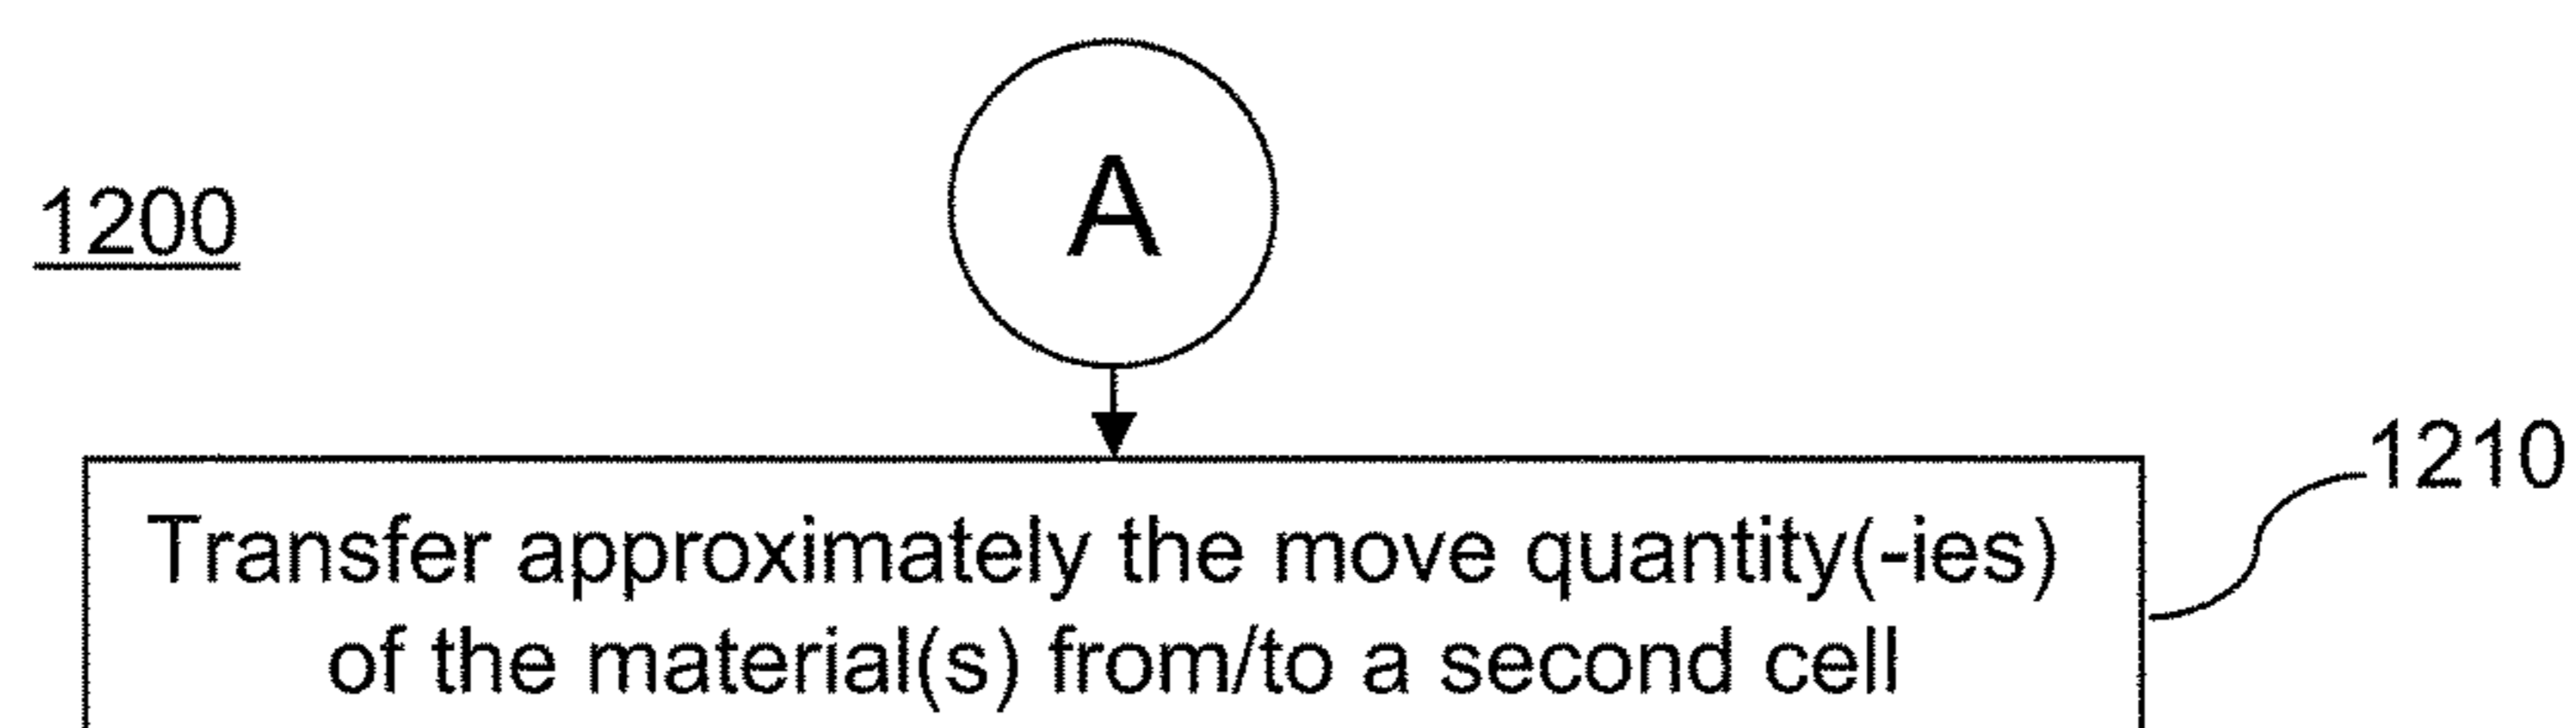 A
1200
1210
Transfer approximately the move quantity(-ies)
of the material(s) from/to a second cell